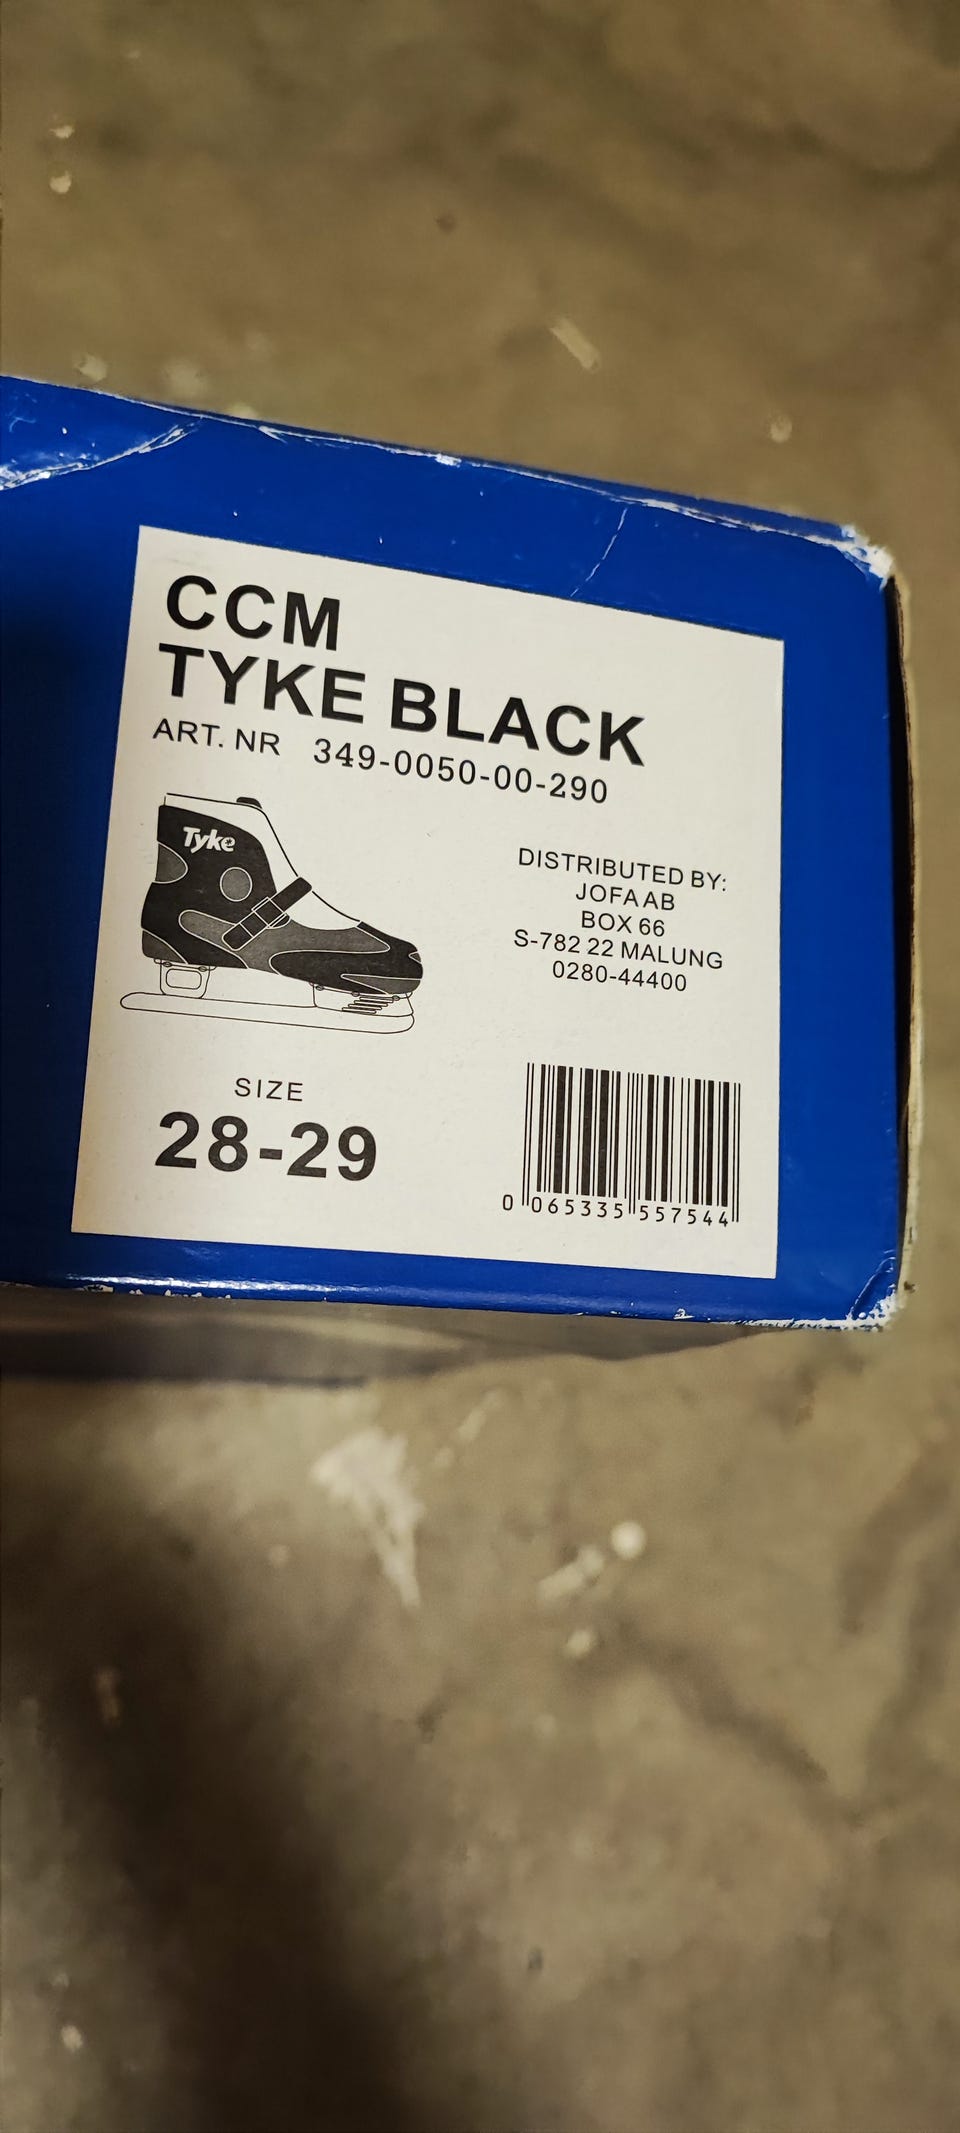 CCM
TYKE BLACK
ART. NR 349-0050-00-290
Tyke
DISTRIBUTED BY:
JOFA AB
BOX 66
S-782 22 MALUNG
0280-44400
SIZE
28-29
0 065335 557544